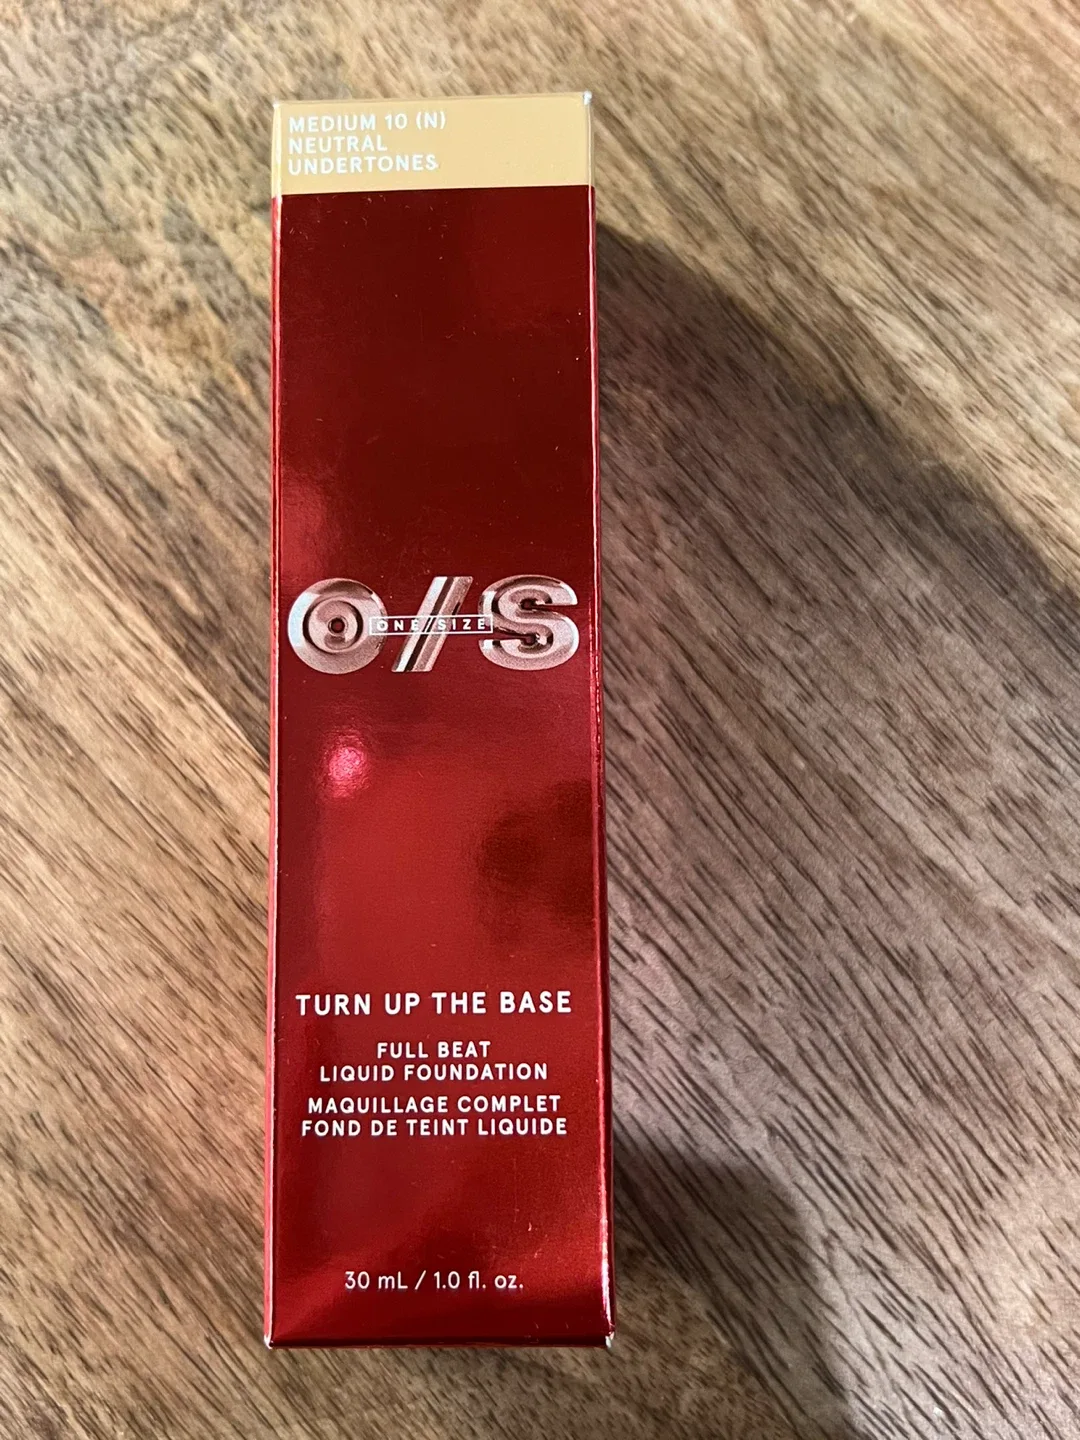 MEDIUM 10 (N)
NEUTRAL
UNDERTONES
O/S
ONE/SIZE
TURN UP THE BASE
FULL BEAT
LIQUID FOUNDATION
MAQUILLAGE COMPLET
FOND DE TEINT LIQUIDE
30 mL / 1.0 fl. oz.